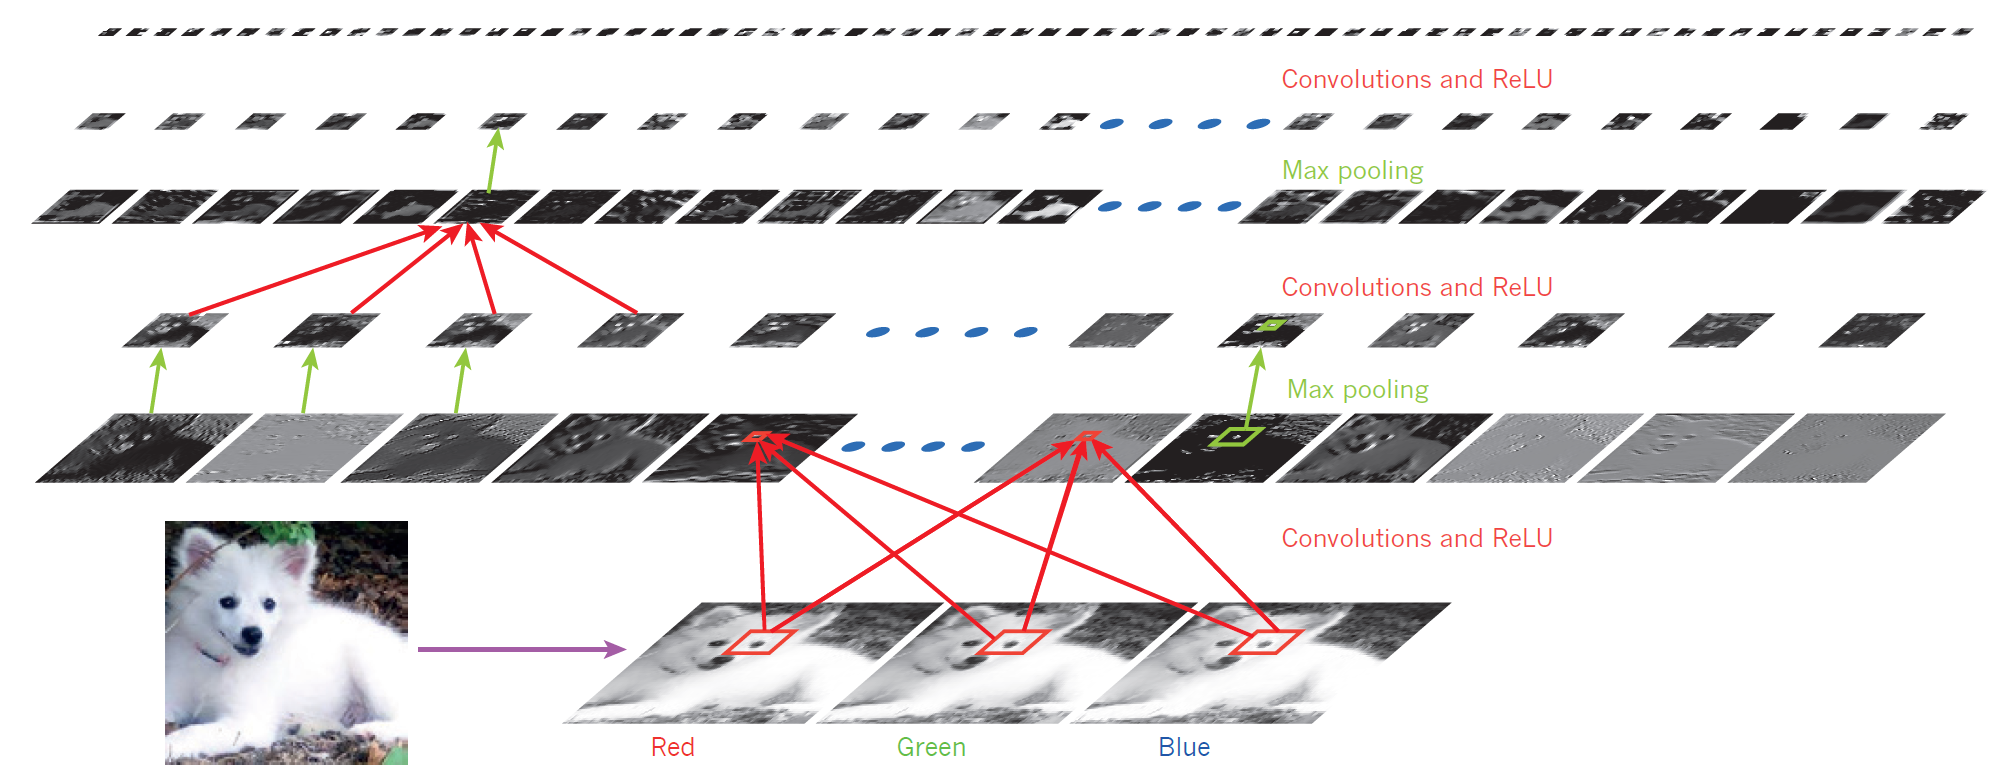 Convolutions and ReLU
Max pooling
Convolutions and ReLU
Max pooling
Convolutions and ReLU
Red
Green
Blue